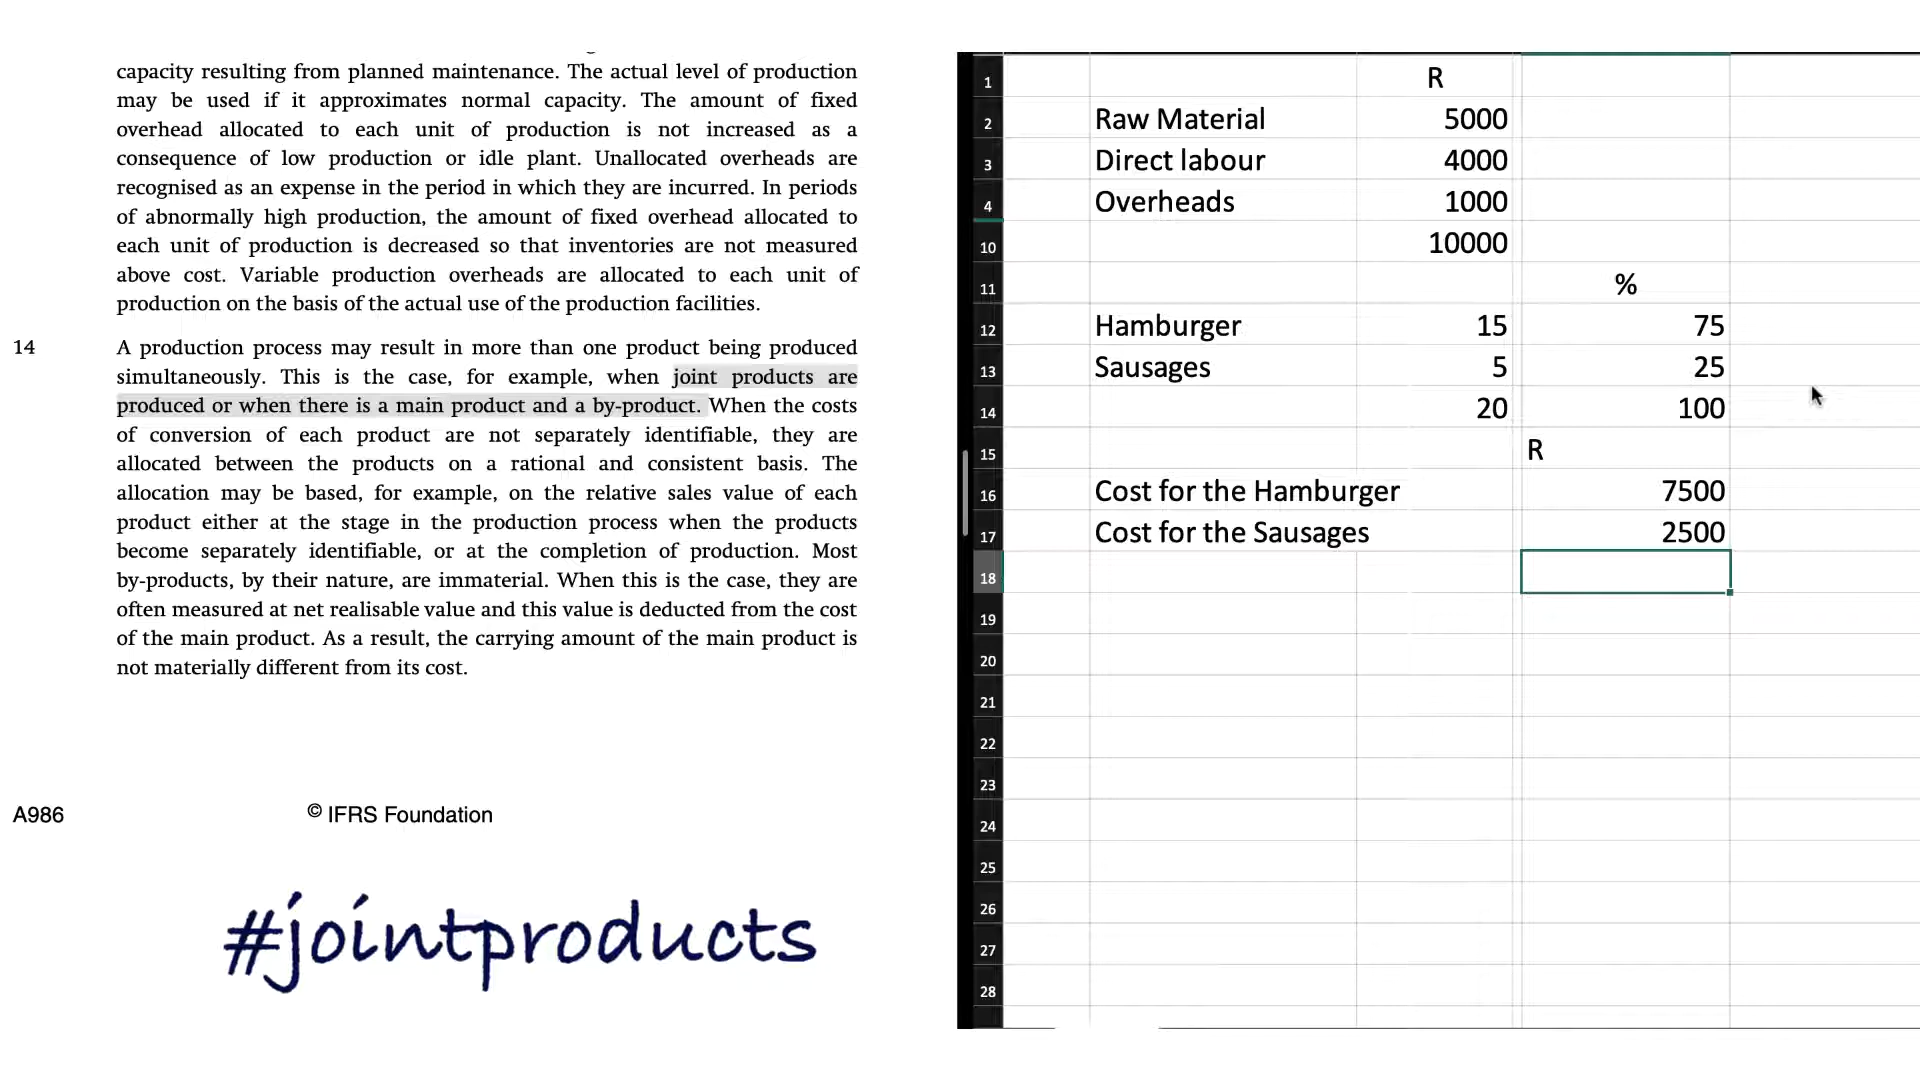 capacity resulting from planned maintenance. The actual level of production
may be used if it approximates normal capacity. The amount of fixed
overhead allocated to each unit of production is not increased as a
consequence of low production or idle plant. Unallocated overheads are
recognised as an expense in the period in which they are incurred. In periods
of abnormally high production, the amount of fixed overhead allocated to
each unit of production is decreased so that inventories are not measured
above cost. Variable production overheads are allocated to each unit of
production on the basis of the actual use of the production facilities.
14 A production process may result in more than one product being produced
simultaneously. This is the case, for example, when joint products are
produced or when there is a main product and a by-product. When the costs
of conversion of each product are not separately identifiable, they are
allocated between the products on a rational and consistent basis. The
allocation may be based, for example, on the relative sales value of each
product either at the stage in the production process when the products
become separately identifiable, or at the completion of production. Most
by-products, by their nature, are immaterial. When this is the case, they are
often measured at net realisable value and this value is deducted from the cost
of the main product. As a result, the carrying amount of the main product is
not materially different from its cost.
A986 © IFRS Foundation
#jointproducts
1 R
2 Raw Material 5000
3 Direct labour 4000
4 Overheads 1000
10 10000
11 %
12 Hamburger 15 75
13 Sausages 5 25
14 20 100
15 R
16 Cost for the Hamburger 7500
17 Cost for the Sausages 2500
18
19
20
21
22
23
24
25
26
27
28